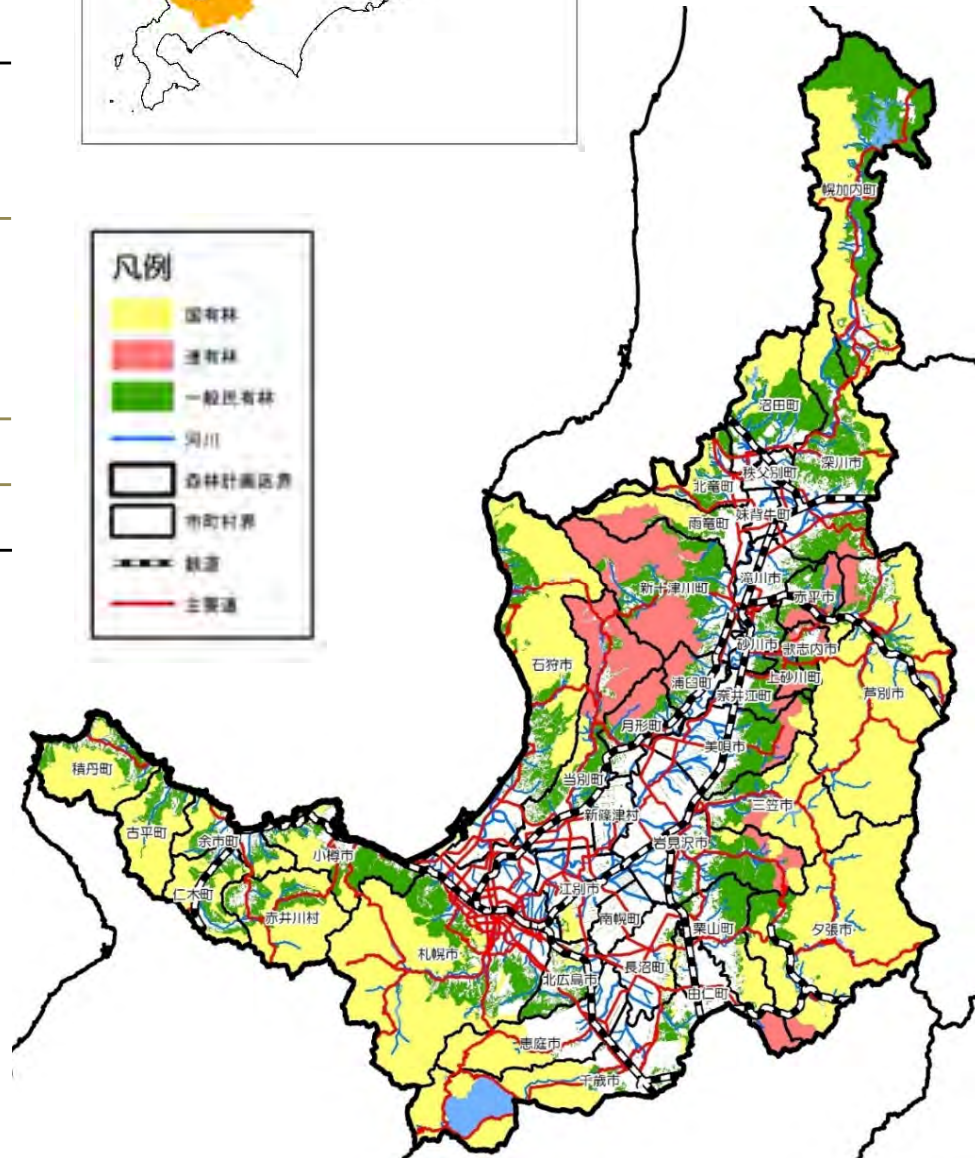 凡例
国有林
道有林
一般民有林
河川
森林計画区界
市町村界
鉄道
主要道
幌加内町
沼田町
深川市
秩父別町
北竜町
妹背牛町
雨竜町
滝川市
新十津川町
赤平市
砂川市
歌志内市
上砂川町
石狩市
浦臼町
奈井江町
芦別市
月形町
美唄市
積丹町
当別町
新篠津村
三笠市
古平町
余市町
小樽市
岩見沢市
仁木町
赤井川村
江別市
南幌町
栗山町
夕張市
札幌市
長沼町
北広島市
由仁町
恵庭市
千歳市